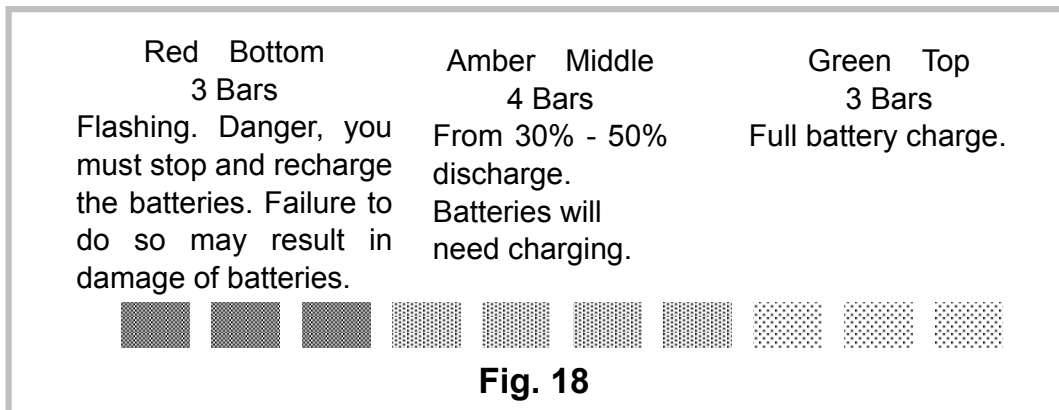 Red Bottom
3 Bars
Flashing. Danger, you
must stop and recharge
the batteries. Failure to
do so may result in
damage of batteries.
Amber Middle
4 Bars
From 30% - 50%
discharge.
Batteries will
need charging.
Green Top
3 Bars
Full battery charge.
Fig. 18